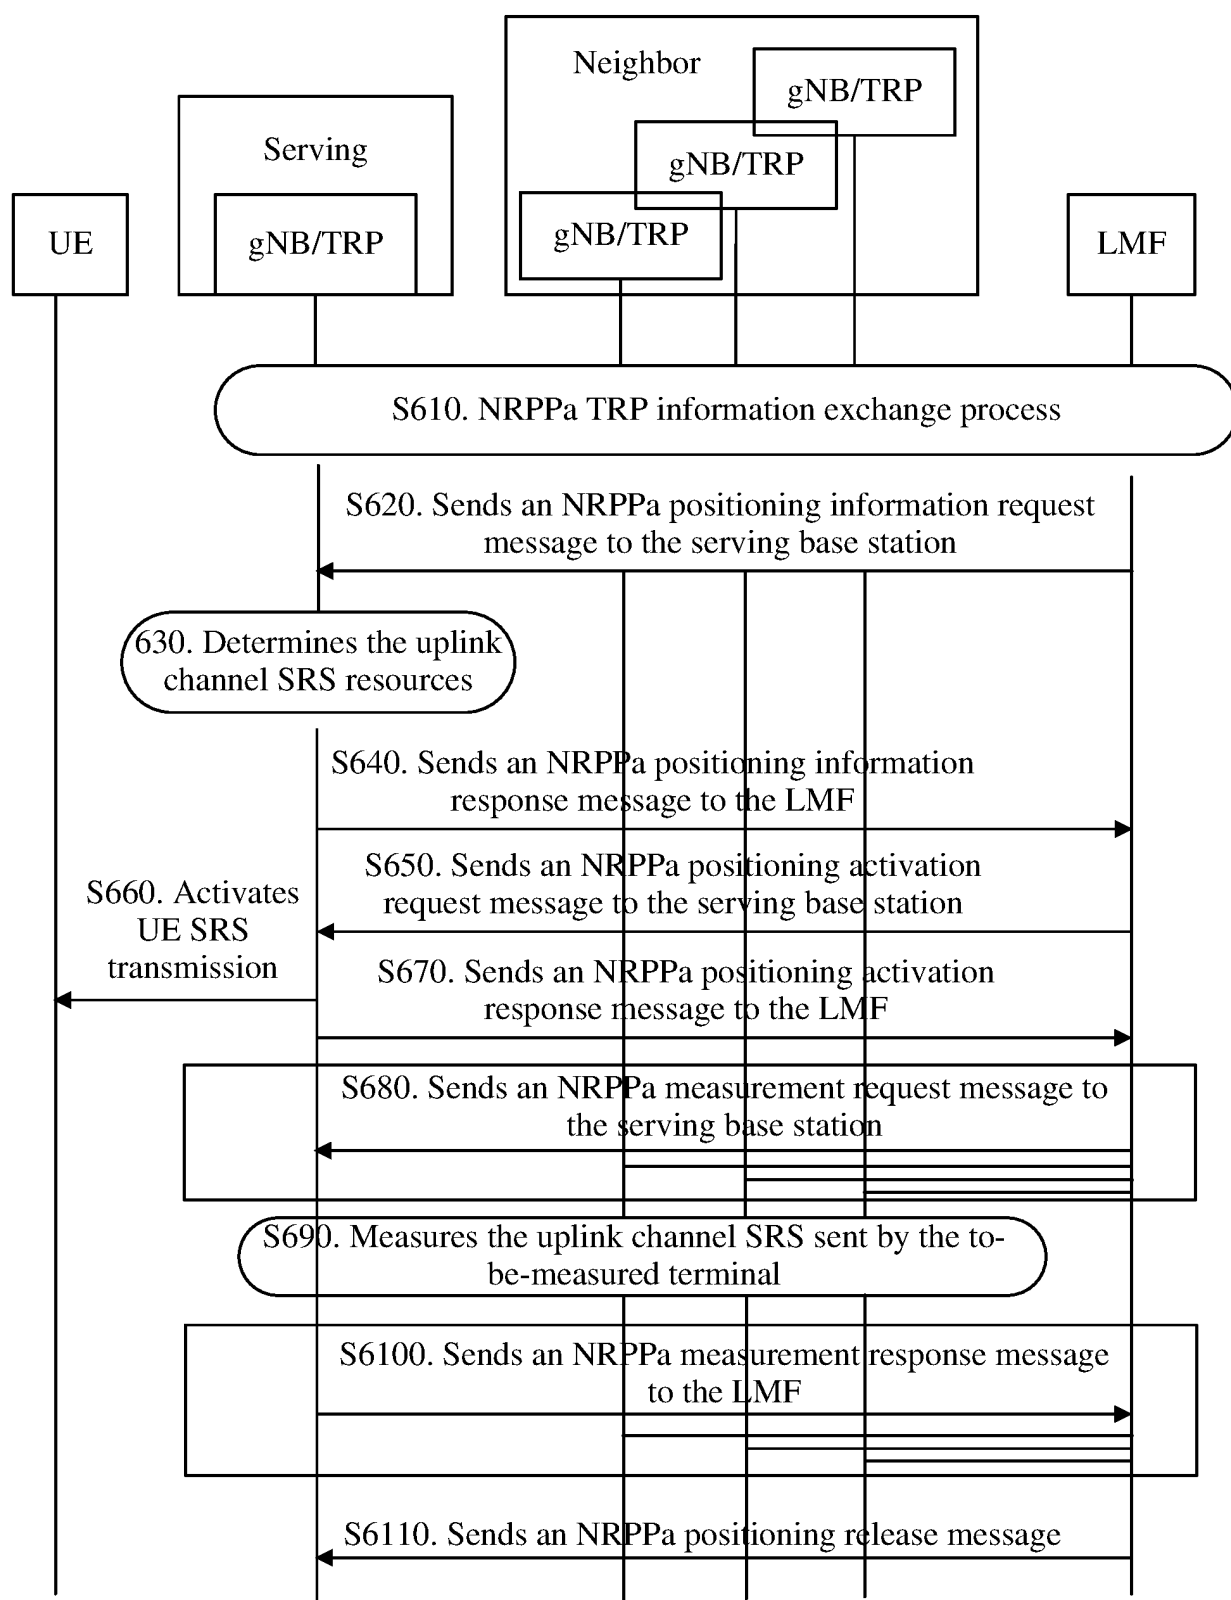 Neighbor
gNB/TRP
Serving
gNB/TRP
UE
gNB/TRP
gNB/TRP
LMF
S610. NRPPa TRP information exchange process
S620. Sends an NRPPa positioning information request
message to the serving base station
630. Determines the uplink
channel SRS resources
S640. Sends an NRPPa positioning information
response message to the LMF
S650. Sends an NRPPa positioning activation
request message to the serving base station
S660. Activates
UE SRS
transmission
S670. Sends an NRPPa positioning activation
response message to the LMF
S680. Sends an NRPPa measurement request message to
the serving base station
S690. Measures the uplink channel SRS sent by the to-
be-measured terminal
S6100. Sends an NRPPa measurement response message
to the LMF
S6110. Sends an NRPPa positioning release message